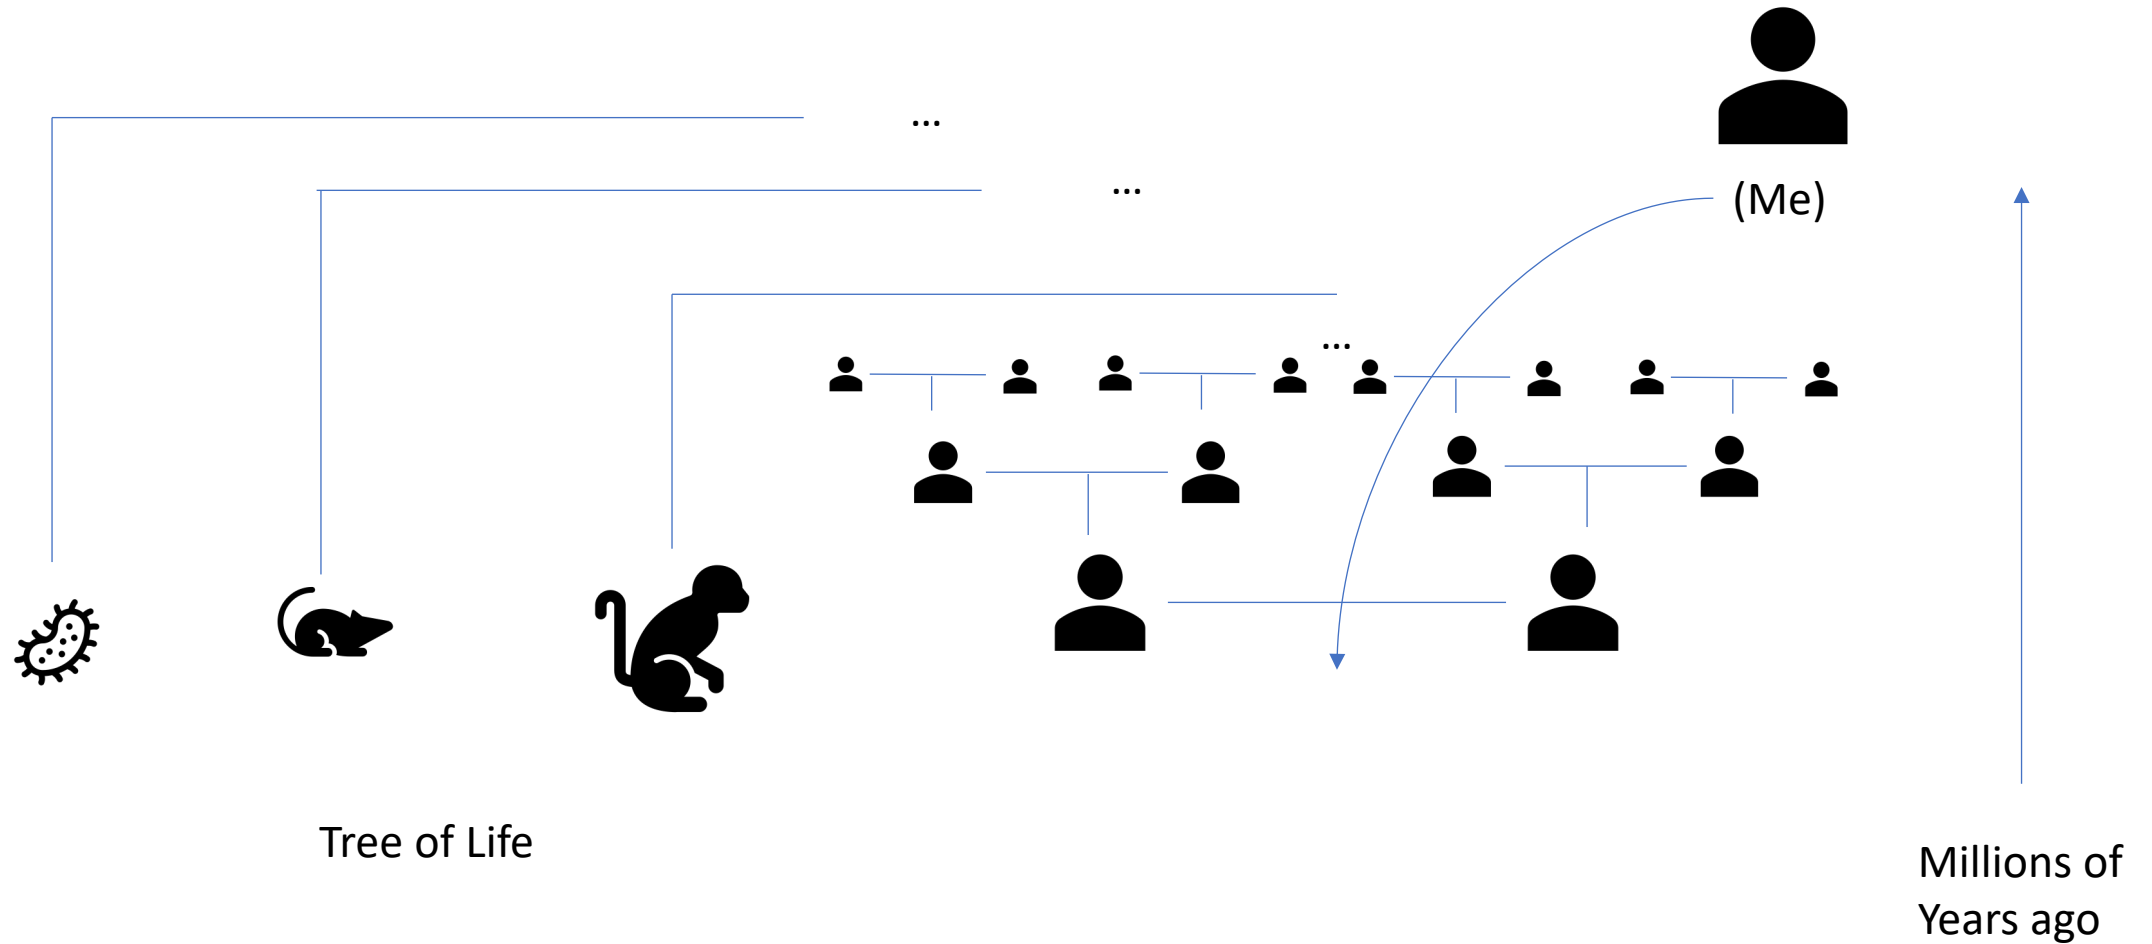 ...
...
(Me)
...
Tree of Life
Millions of
Years ago